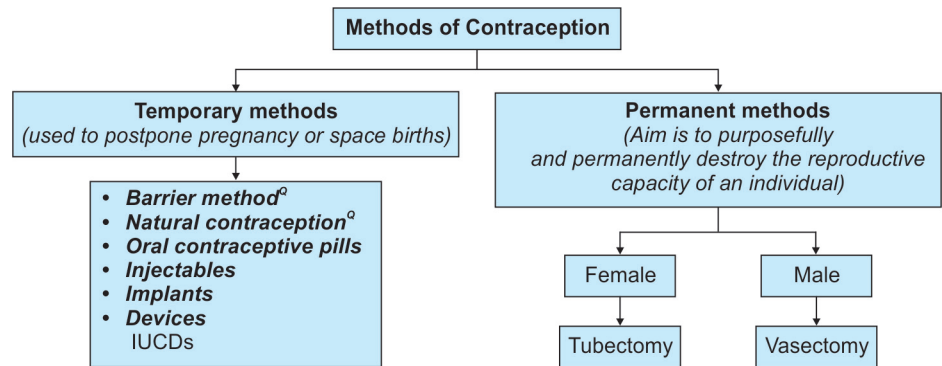 Methods of Contraception
Temporary methods
(used to postpone pregnancy or space births)
• Barrier methodQ
• Natural contraceptionQ
• Oral contraceptive pills
• Injectables
• Implants
• Devices
IUCDs
Permanent methods
(Aim is to purposefully
and permanently destroy the reproductive
capacity of an individual)
Female
Male
Tubectomy
Vasectomy